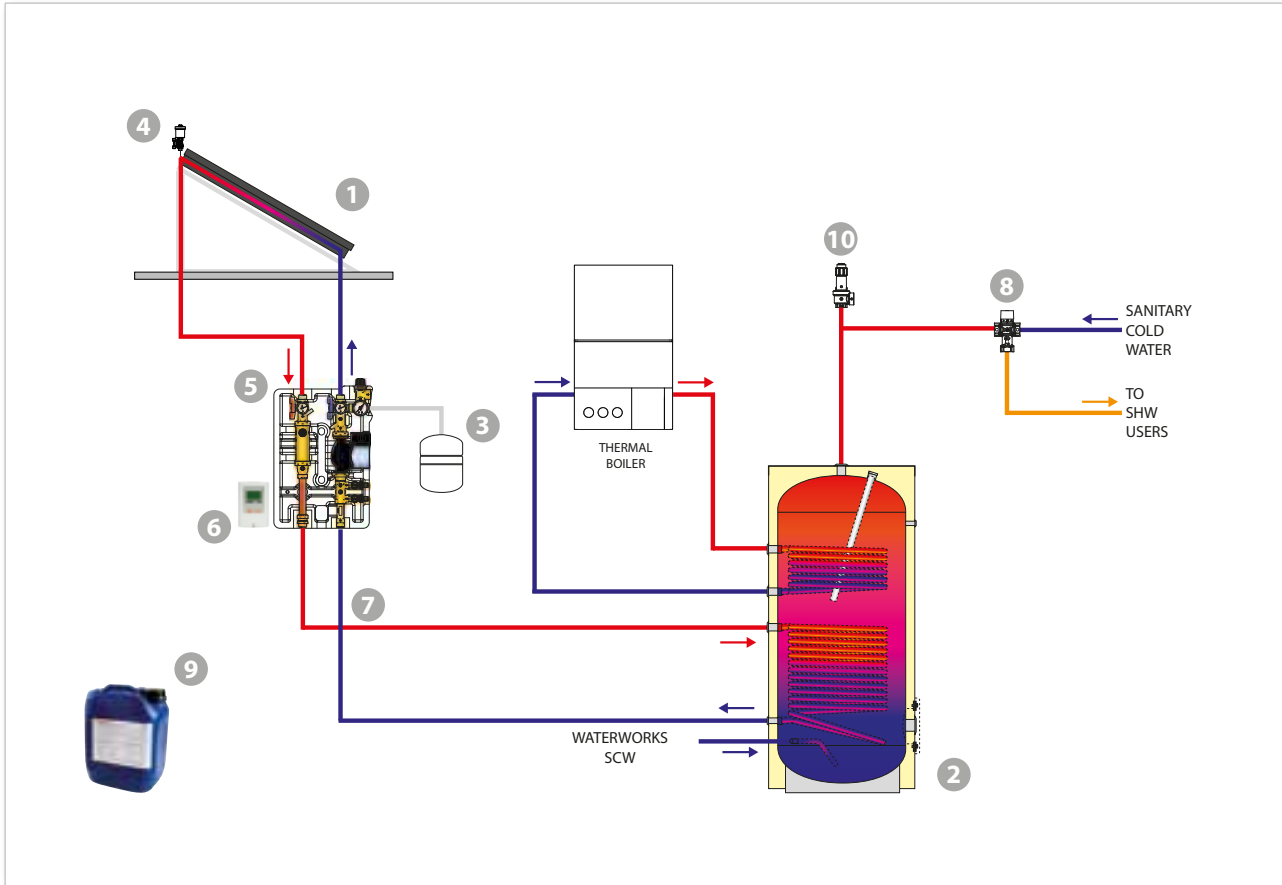 4
1
10
8
SANITARY
COLD
WATER
5
TO
SHW
USERS
3
THERMAL
BOILER
6
7
9
WATERWORKS
SCW
2